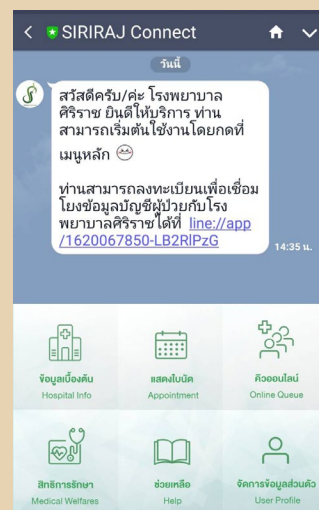 SIRIRAJ Connect
วันนี้
สวัสดีครับ/ค่ะ โรงพยาบาล
ศิริราช ยินดีให้บริการ ท่าน
สามารถเริ่มต้นใช้งานโดยกดที่
เมนูหลัก
ท่านสามารถลงทะเบียนเพื่อเชื่อม
โยงข้อมูลบัญชีผู้ป่วยกับโรง
พยาบาลศิริราชได้ที่ line://app
/1620067850-LB2RlPzG
14:35 น.
ข้อมูลเบื้องต้น
Hospital Info
แสดงใบนัด
Appointment
คิวออนไลน์
Online Queue
สิทธิการรักษา
Medical Welfares
ช่วยเหลือ
Help
จัดการข้อมูลส่วนตัว
User Profile